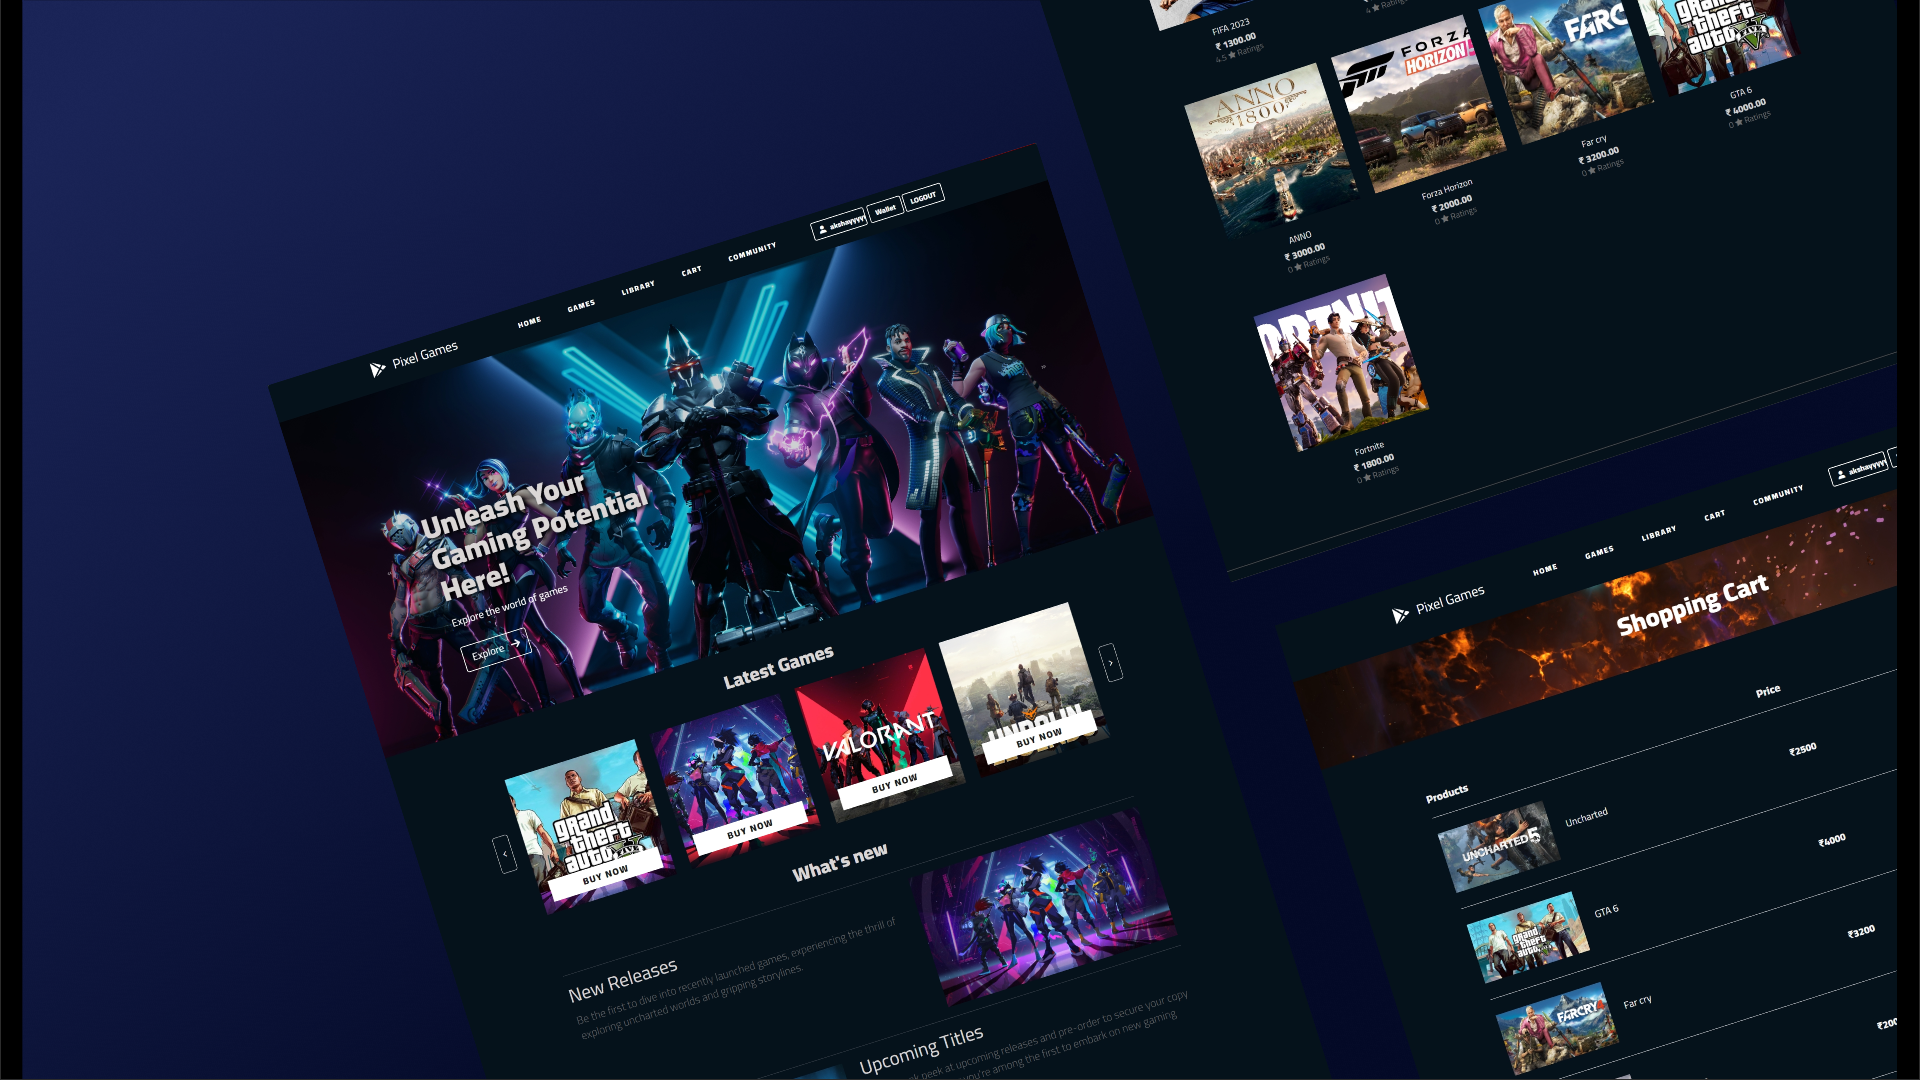 Pixel Games
HOME
GAMES
LIBRARY
CART
COMMUNITY
akshayyyy
Wallet
LOGOUT
Unleash Your
Gaming Potential
Here!
Explore the world of games
Explore
Latest Games
grand
theft
auto
BUY NOW
BUY NOW
VALORANT
BUY NOW
BUY NOW
What's new
New Releases
Be the first to dive into recently launched games, experiencing the thrill of
exploring uncharted worlds and gripping storylines.
Upcoming Titles
peek at upcoming releases and pre-order to secure your copy
you're among the first to embark on new gaming
FIFA 2023
₹ 1300.00
4.5 ★ Ratings
4 ★ Ratings
ANNO
1800
ANNO
₹ 3000.00
0 ★ Ratings
FORZA
HORIZON
Forza Horizon
₹ 2000.00
0 ★ Ratings
FARC
Far cry
₹ 3200.00
0 ★ Ratings
grand
theft
auto
V
FIVE
GTA 6
₹ 4000.00
0 ★ Ratings
Fortnite
₹ 1800.00
0 ★ Ratings
Pixel Games
HOME
GAMES
LIBRARY
CART
COMMUNITY
akshayyyy
Shopping Cart
Products
Price
UNCHARTED 5
Uncharted
₹2500
grand
theft
auto
GTA 6
₹4000
FARCRY
Far cry
₹3200